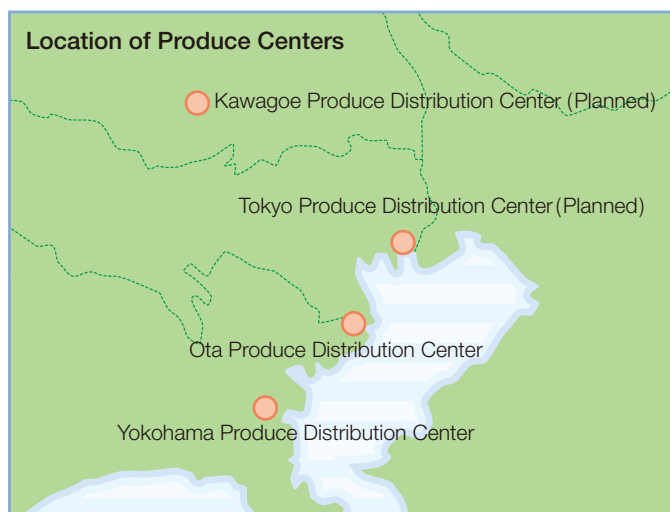 Location of Produce Centers
Kawagoe Produce Distribution Center (Planned)
Tokyo Produce Distribution Center (Planned)
Ota Produce Distribution Center
Yokohama Produce Distribution Center